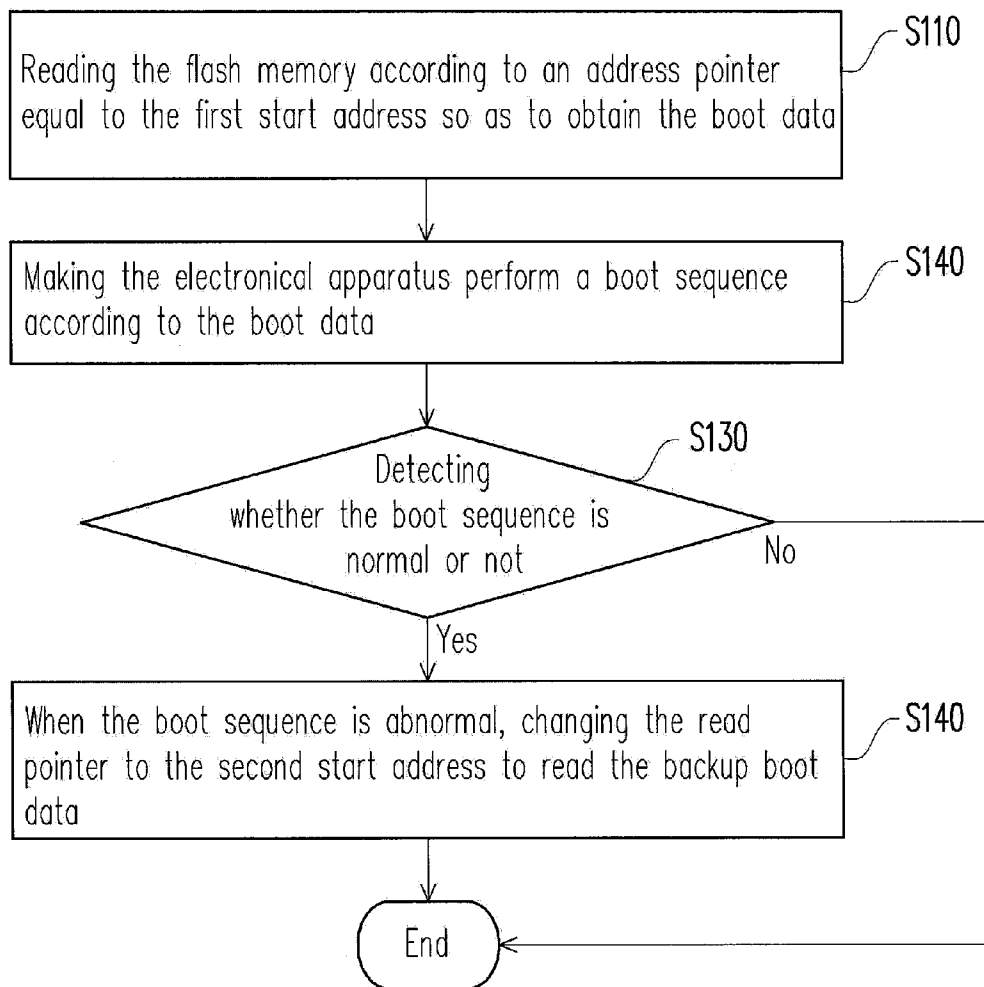 S110
Reading the flash memory according to an address pointer
equal to the first start address so as to obtain the boot data
S140
Making the electronical apparatus perform a boot sequence
according to the boot data
S130
Detecting
whether the boot sequence is
normal or not
No
Yes
S140
When the boot sequence is abnormal, changing the read
pointer to the second start address to read the backup boot
data
End